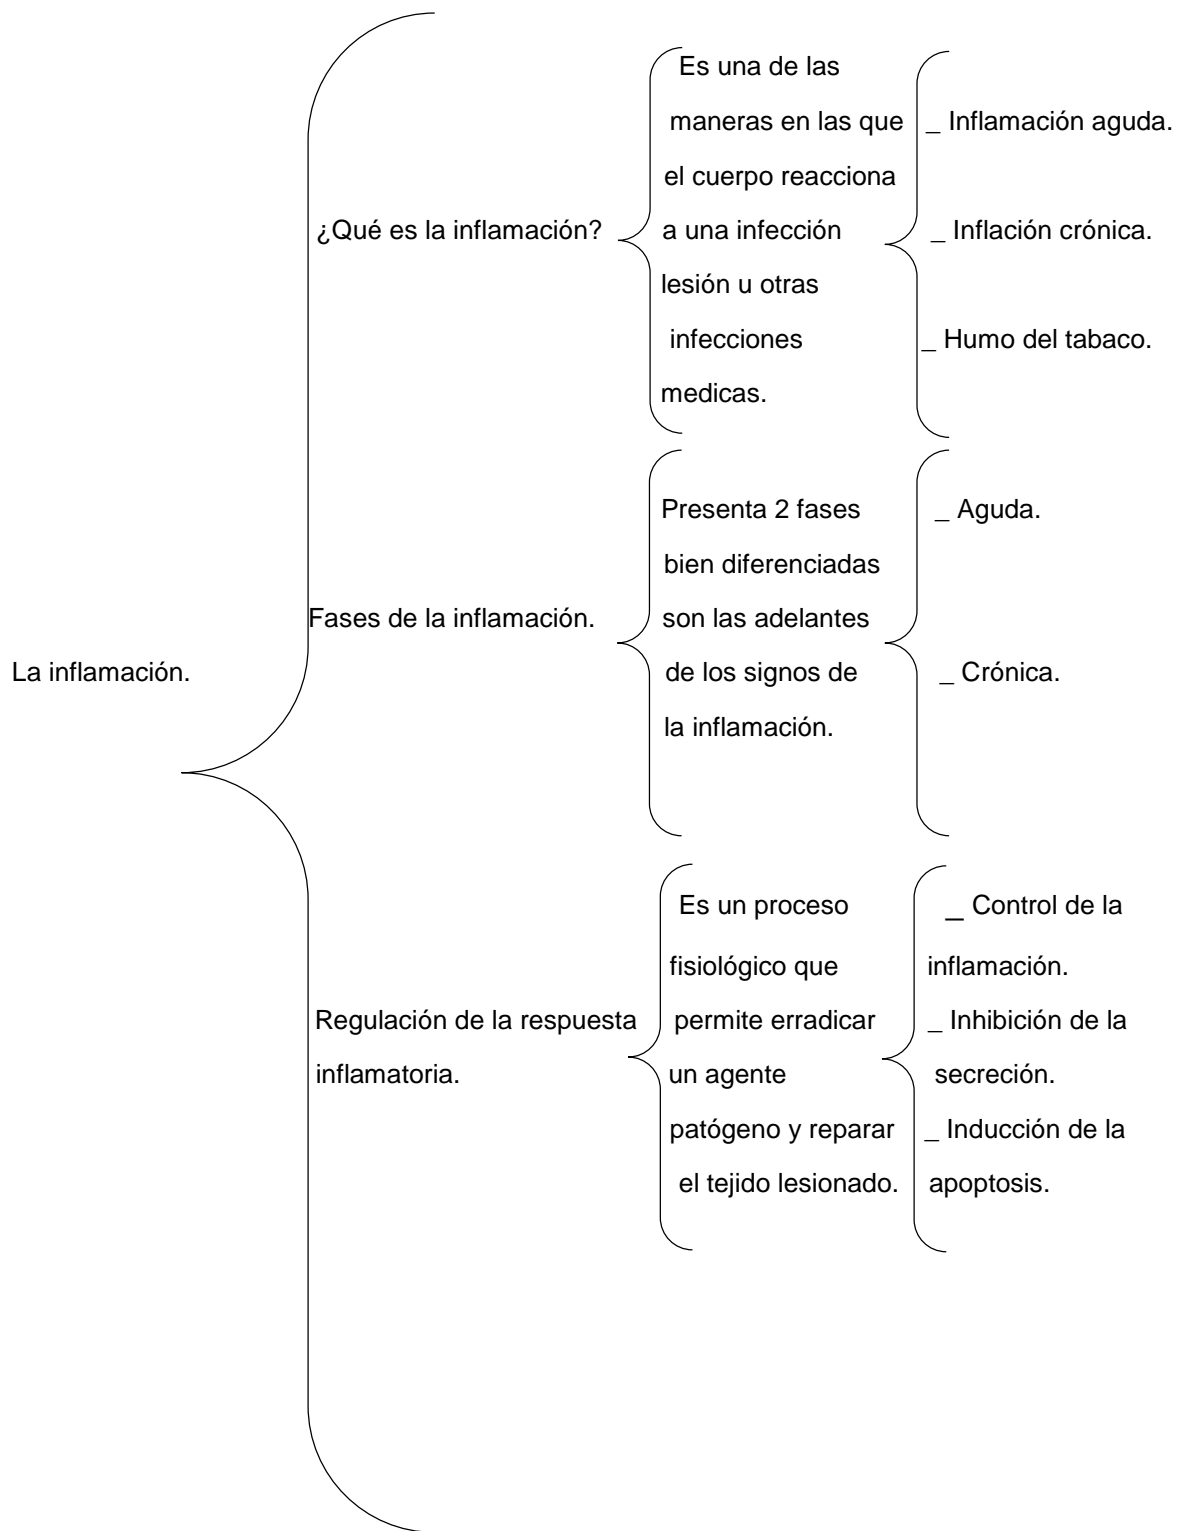 La inflamación.
¿Qué es la inflamación?
Es una de las
maneras en las que
el cuerpo reacciona
a una infección
lesión u otras
infecciones
medicas.
_ Inflamación aguda.
_ Inflación crónica.
_ Humo del tabaco.
Fases de la inflamación.
Presenta 2 fases
bien diferenciadas
son las adelantes
de los signos de
la inflamación.
_ Aguda.
_ Crónica.
Regulación de la respuesta
inflamatoria.
Es un proceso
fisiológico que
permite erradicar
un agente
patógeno y reparar
el tejido lesionado.
_ Control de la
inflamación.
_ Inhibición de la
secreción.
_ Inducción de la
apoptosis.